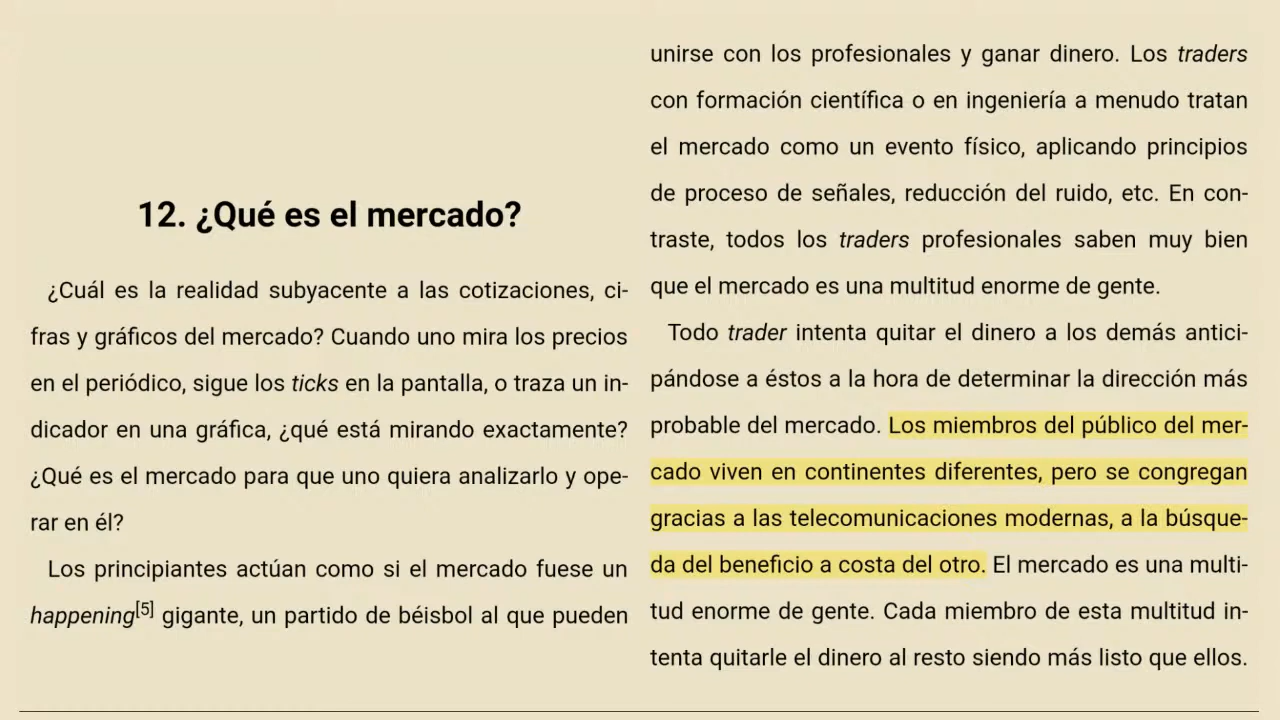 12. ¿Qué es el mercado?
¿Cuál es la realidad subyacente a las cotizaciones, ci-
fras y gráficos del mercado? Cuando uno mira los precios
en el periódico, sigue los ticks en la pantalla, o traza un in-
dicador en una gráfica, ¿qué está mirando exactamente?
¿Qué es el mercado para que uno quiera analizarlo y ope-
rar en él?
Los principiantes actúan como si el mercado fuese un
happening[5] gigante, un partido de béisbol al que pueden
unirse con los profesionales y ganar dinero. Los traders
con formación científica o en ingeniería a menudo tratan
el mercado como un evento físico, aplicando principios
de proceso de señales, reducción del ruido, etc. En con-
traste, todos los traders profesionales saben muy bien
que el mercado es una multitud enorme de gente.
Todo trader intenta quitar el dinero a los demás antici-
pándose a éstos a la hora de determinar la dirección más
probable del mercado. Los miembros del público del mer-
cado viven en continentes diferentes, pero se congregan
gracias a las telecomunicaciones modernas, a la búsque-
da del beneficio a costa del otro. El mercado es una multi-
tud enorme de gente. Cada miembro de esta multitud in-
tenta quitarle el dinero al resto siendo más listo que ellos.